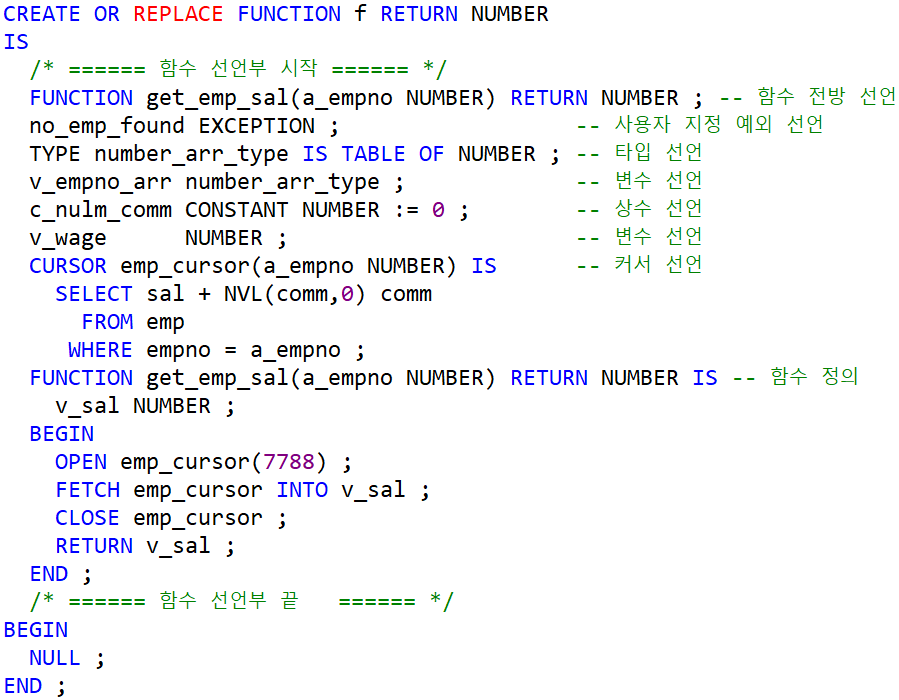 CREATE OR REPLACE FUNCTION f RETURN NUMBER
IS
  /* ====== 함수 선언부 시작 ====== */
  FUNCTION get_emp_sal(a_empno NUMBER) RETURN NUMBER ; -- 함수 전방 선언
  no_emp_found EXCEPTION ;                  -- 사용자 지정 예외 선언
  TYPE number_arr_type IS TABLE OF NUMBER ; -- 타입 선언
  v_empno_arr number_arr_type ;             -- 변수 선언
  c_nulm_comm CONSTANT NUMBER := 0 ;        -- 상수 선언
  v_wage      NUMBER ;                      -- 변수 선언
  CURSOR emp_cursor(a_empno NUMBER) IS      -- 커서 선언
    SELECT sal + NVL(comm,0) comm
      FROM emp
     WHERE empno = a_empno ;
  FUNCTION get_emp_sal(a_empno NUMBER) RETURN NUMBER IS -- 함수 정의
    v_sal NUMBER ;
  BEGIN
    OPEN emp_cursor(7788) ;
    FETCH emp_cursor INTO v_sal ;
    CLOSE emp_cursor ;
    RETURN v_sal ;
  END ;
  /* ====== 함수 선언부 끝   ====== */
BEGIN
  NULL ;
END ;